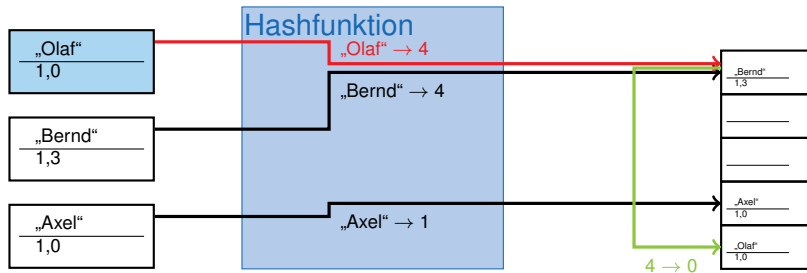 Hashfunktion
„Olaf“
1,0
„Olaf“ → 4
„Bernd“
1,3
„Bernd“ → 4
„Bernd“
1,3
„Axel“
1,0
„Axel“ → 1
„Axel“
1,0
„Olaf“
1,0
4 → 0